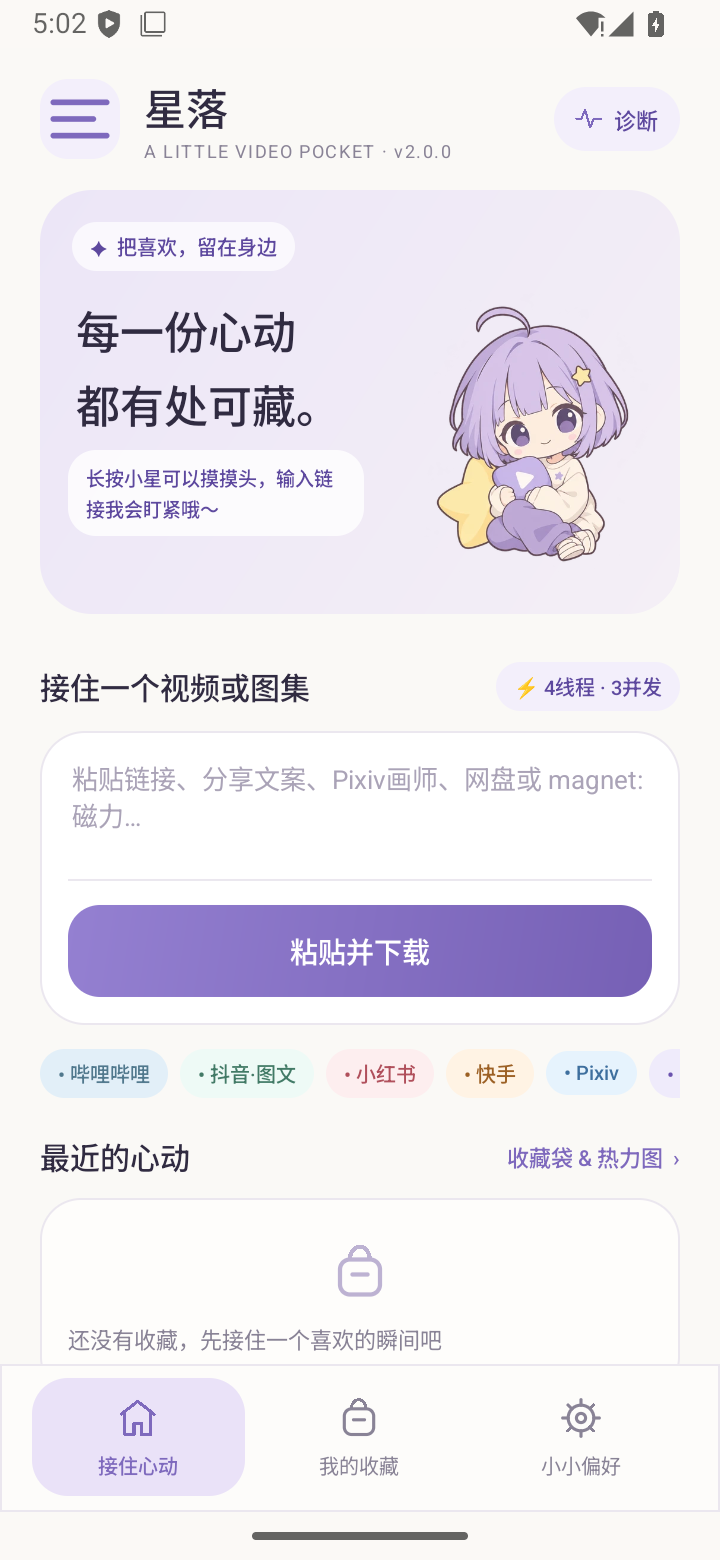 5:02
星落
A LITTLE VIDEO POCKET · v2.0.0
诊断
✦ 把喜欢，留在身边
每一份心动
都有处可藏。
长按小星可以摸摸头，输入链
接我会盯紧哦～
接住一个视频或图集
⚡ 4线程 · 3并发
粘贴链接、分享文案、Pixiv画师、网盘或 magnet:
磁力…
粘贴并下载
• 哔哩哔哩
• 抖音·图文
• 小红书
• 快手
• Pixiv
最近的心动
收藏袋 & 热力图 ›
还没有收藏，先接住一个喜欢的瞬间吧
接住心动
我的收藏
小小偏好